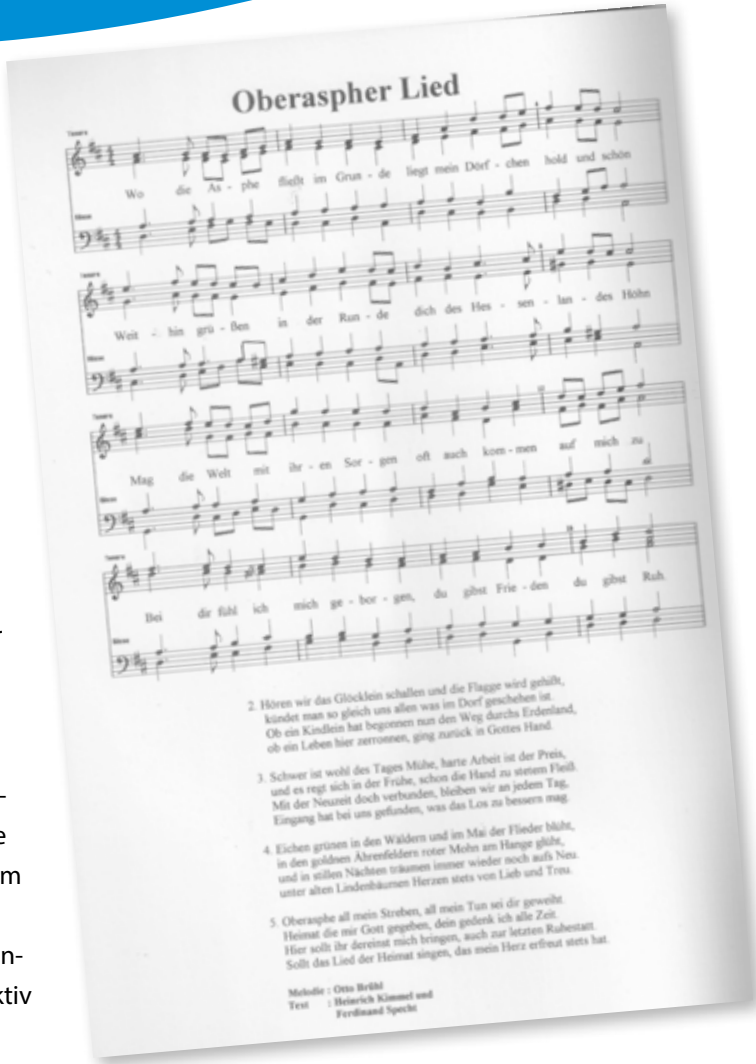 Oberaspher Lied
Tenore
Wo die As - phe fließt im Grun - de liegt mein Dörf - chen hold und schön
Bässe
Tenore
Weit - hin grü - ßen in der Run - de dich des Hes - sen - lan - des Höhn
Bässe
Tenore
Mag die Welt mit ihr - en Sor - gen oft auch kom - men auf mich zu
Bässe
Tenore
Bei dir fühl ich mich ge - bor - gen, du gibst Frie - den du gibst Ruh.
Bässe
2. Hören wir das Glöcklein schallen und die Flagge wird gehißt,
kündet man so gleich uns allen was im Dorf geschehen ist.
Ob ein Kindlein hat begonnen nun den Weg durchs Erdenland,
ob ein Leben hier zerronnen, ging zurück in Gottes Hand.
3. Schwer ist wohl des Tages Mühe, harte Arbeit ist der Preis,
und es regt sich in der Frühe, schon die Hand zu stetem Fleiß.
Mit der Neuzeit doch verbunden, bleiben wir an jedem Tag,
Eingang hat bei uns gefunden, was das Los zu bessern mag.
4. Eichen grünen in den Wäldern und im Mai der Flieder blüht,
in den goldnen Ährenfeldern roter Mohn am Hange glüht,
und in stillen Nächten träumen immer wieder noch aufs Neu.
unter alten Lindenbäumen Herzen stets von Lieb und Treu.
5. Oberasphe all mein Streben, all mein Tun sei dir geweiht.
Heimat die mir Gott gegeben, dein gedenk ich alle Zeit.
Hier sollt ihr dereinst mich bringen, auch zur letzten Ruhestatt.
Sollt das Lied der Heimat singen, das mein Herz erfreut stets hat.
Melodie : Otto Brühl
Text : Heinrich Kimmel und
Ferdinand Specht
e
m
n-
ktiv